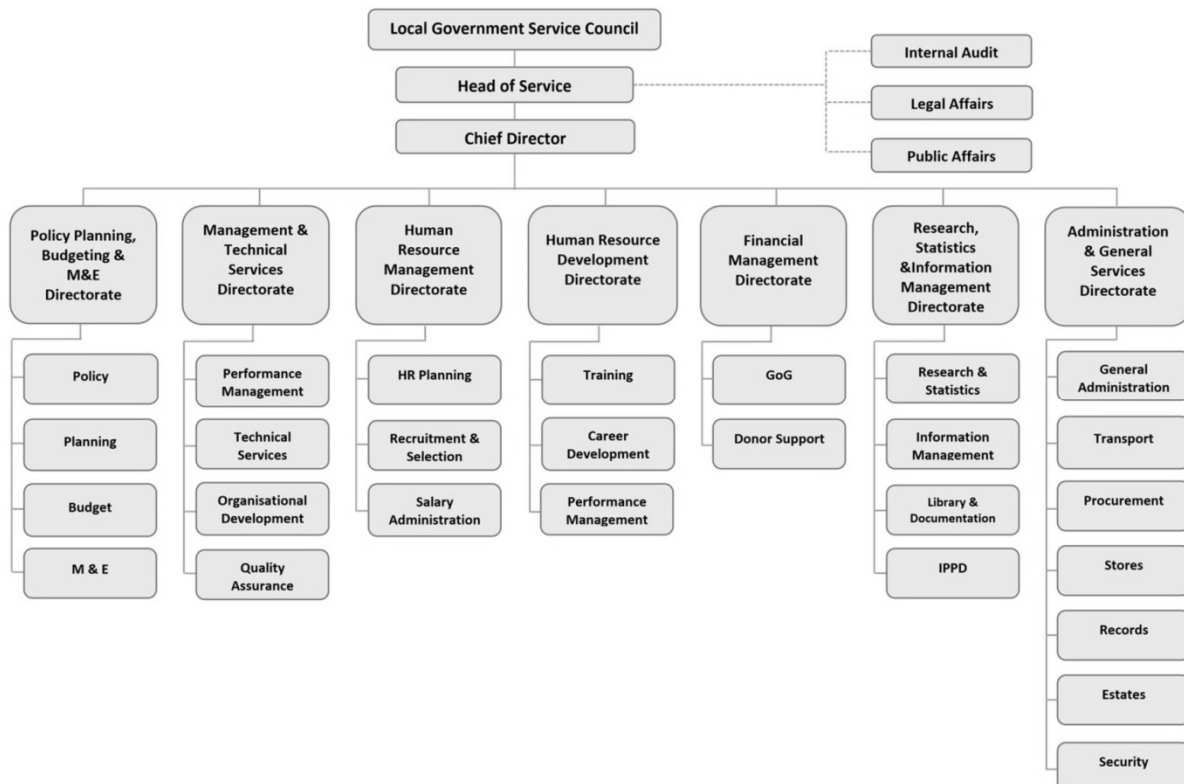 Local Government Service Council
Head of Service
Chief Director
Internal Audit
Legal Affairs
Public Affairs
Policy Planning,
Budgeting &
M&E
Directorate
Policy
Planning
Budget
M & E
Management &
Technical
Services
Directorate
Performance
Management
Technical
Services
Organisational
Development
Quality
Assurance
Human
Resource
Management
Directorate
HR Planning
Recruitment &
Selection
Salary
Administration
Human Resource
Development
Directorate
Training
Career
Development
Performance
Management
Financial
Management
Directorate
GoG
Donor Support
Research,
Statistics
&Information
Management
Directorate
Research &
Statistics
Information
Management
Library &
Documentation
IPPD
Administration
& General
Services
Directorate
General
Administration
Transport
Procurement
Stores
Records
Estates
Security